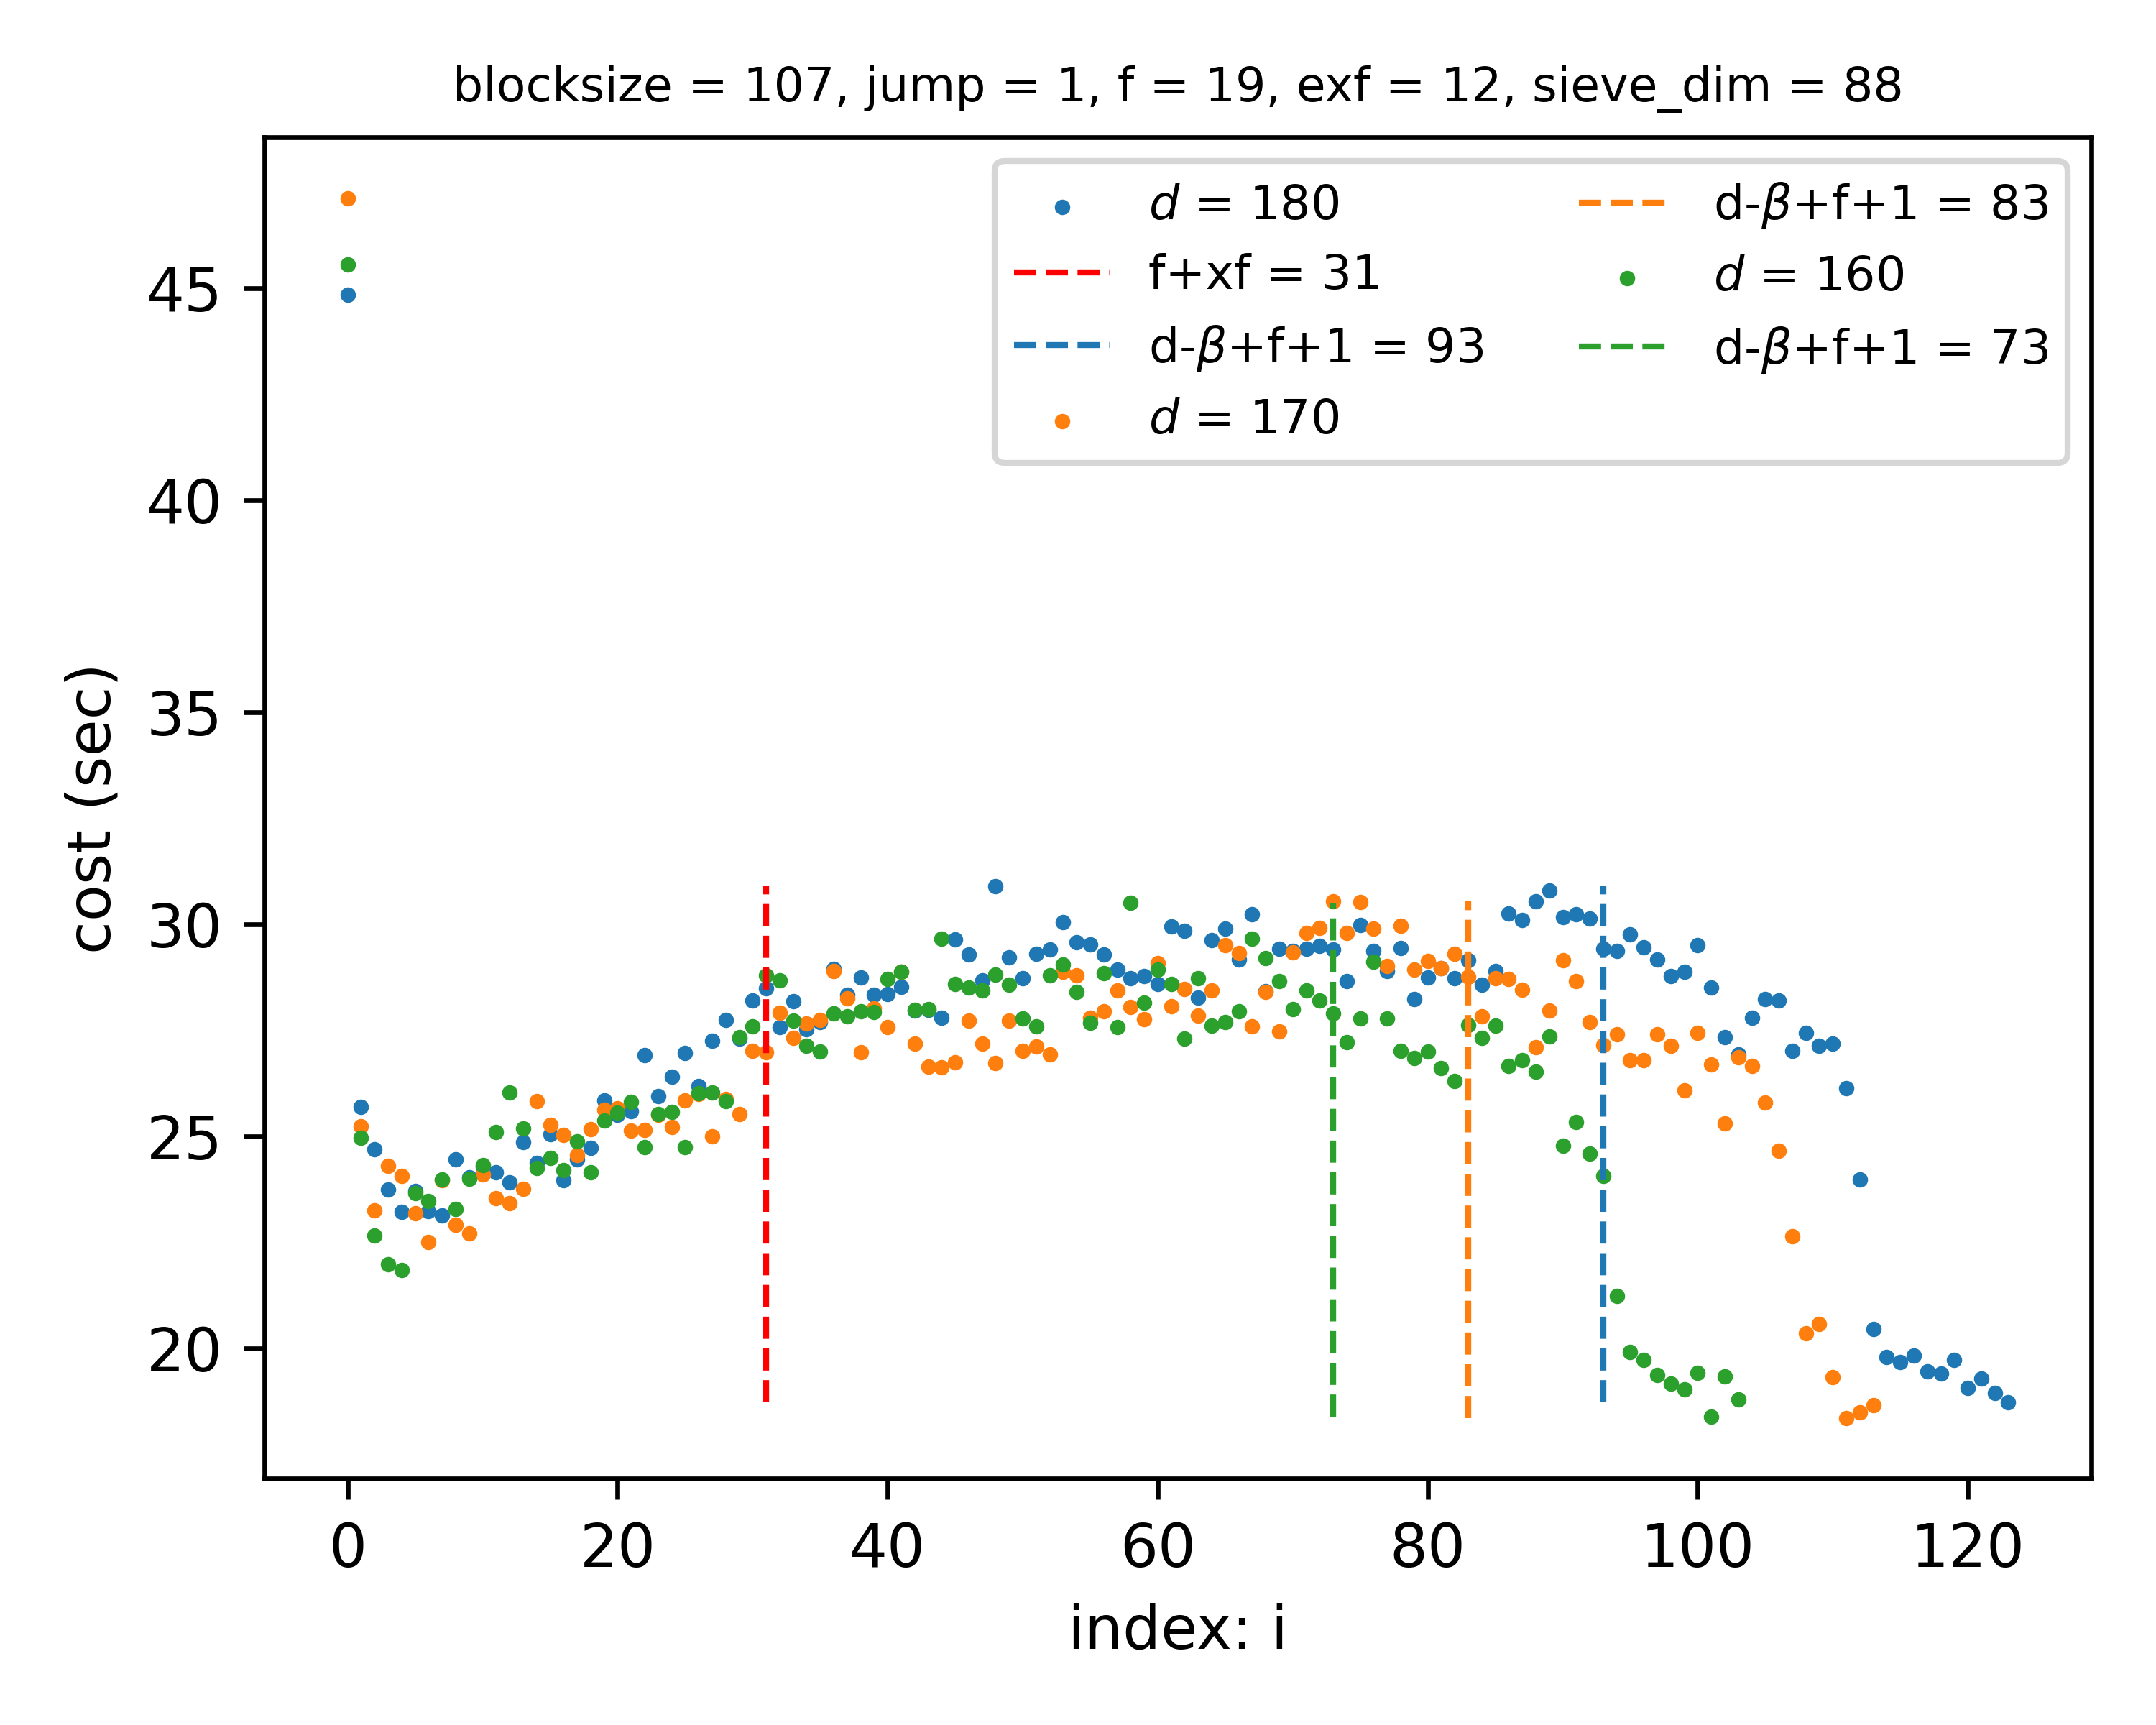 blocksize = 107, jump = 1, f = 19, exf = 12, sieve_dim = 88
d = 180
f+xf = 31
d-β+f+1 = 93
d = 170
d-β+f+1 = 83
d = 160
d-β+f+1 = 73
cost (sec)
45
40
35
30
25
20
0 20 40 60 80 100 120
index: i